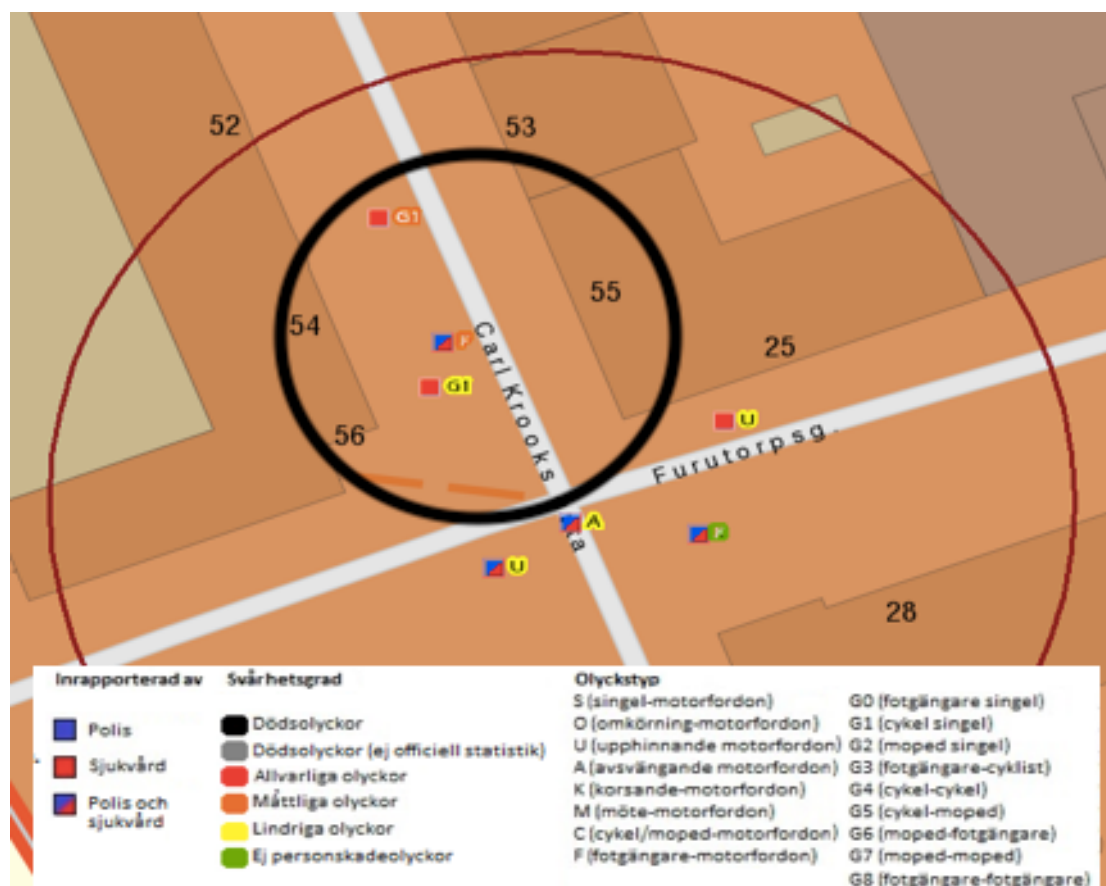 52
53
G1
54
55
Carl Krooks
25
F
G1
56
U
Furutorpsg.
A
ta
F
U
28
Inrapporterad av
Polis
Sjukvård
Polis och
sjukvård
Svårhetsgrad
Dödsolyckor
Dödsolyckor (ej officiell statistik)
Allvarliga olyckor
Måttliga olyckor
Lindriga olyckor
Ej personskadeolyckor
Olyckstyp
S (singel-motorfordon)
O (omkörning-motorfordon)
U (upphinnande motorfordon)
A (avsvängande motorfordon)
K (korsande-motorfordon)
M (möte-motorfordon)
C (cykel/moped-motorfordon)
F (fotgängare-motorfordon)
G0 (fotgängare singel)
G1 (cykel singel)
G2 (moped singel)
G3 (fotgängare-cyklist)
G4 (cykel-cykel)
G5 (cykel-moped)
G6 (moped-fotgängare)
G7 (moped-moped)
G8 (fotgängare-fotgängare)